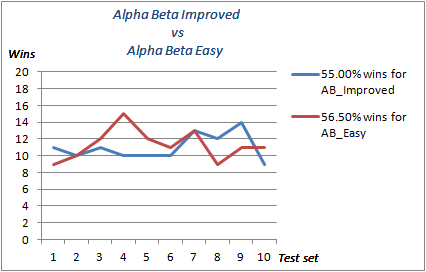 Alpha Beta Improved
vs
Alpha Beta Easy
Wins
20
18
16
14
12
10
8
6
4
2
0
1 2 3 4 5 6 7 8 9 10
Test set
55.00% wins for
AB_Improved
56.50% wins for
AB_Easy